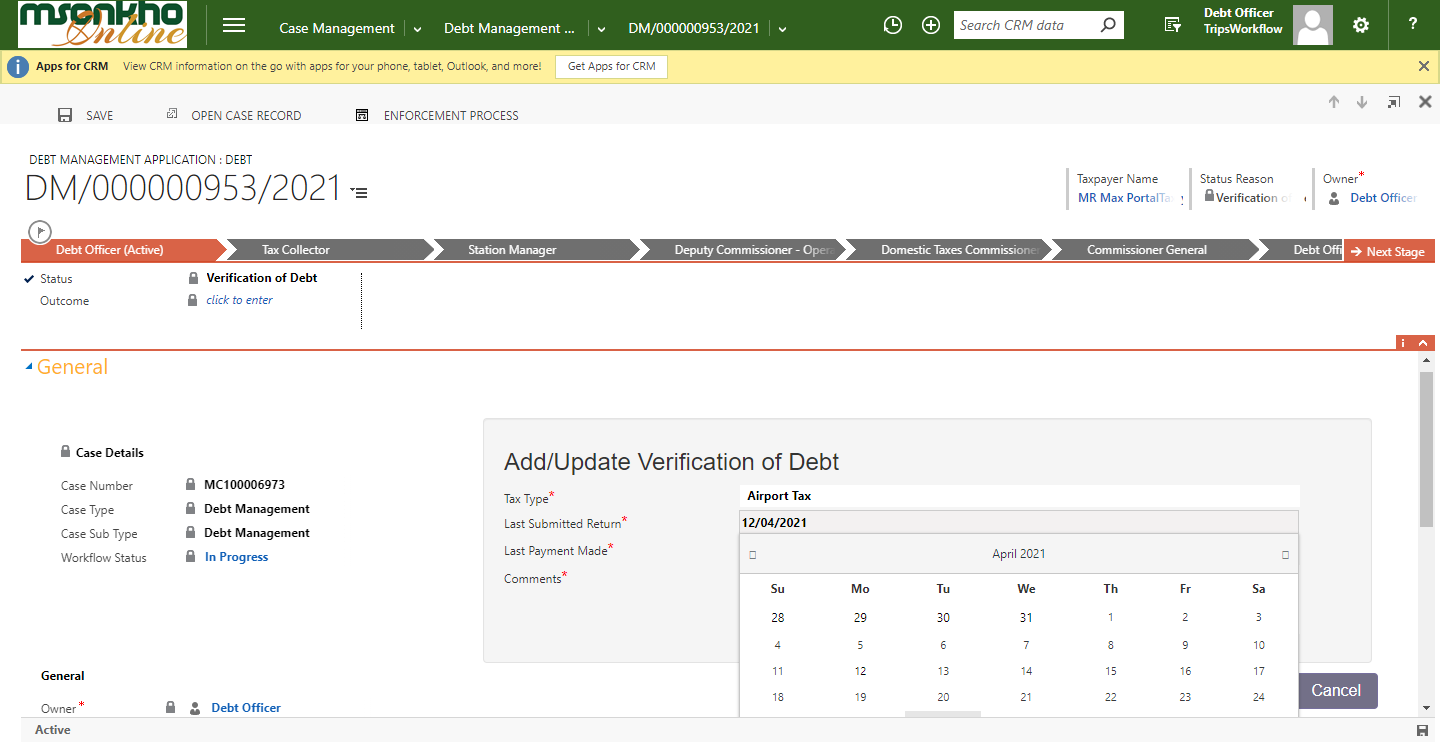 msonkho Online
Case Management
Debt Management ...
DM/000000953/2021
Search CRM data
Debt Officer
TripsWorkflow
?
i
Apps for CRM
View CRM information on the go with apps for your phone, tablet, Outlook, and more!
Get Apps for CRM
SAVE
OPEN CASE RECORD
ENFORCEMENT PROCESS
DEBT MANAGEMENT APPLICATION : DEBT
DM/000000953/2021
Taxpayer Name
MR Max PortalTa
Status Reason
Verification of
Owner*
Debt Officer
Debt Officer (Active)
Tax Collector
Station Manager
Deputy Commissioner - Oper
Domestic Taxes Commissioner
Commissioner General
Debt Offi
Next Stage
Status
Verification of Debt
Outcome
click to enter
i
General
Case Details
Case Number
MC100006973
Case Type
Debt Management
Case Sub Type
Debt Management
Workflow Status
In Progress
Add/Update Verification of Debt
Tax Type*
Airport Tax
Last Submitted Return*
12/04/2021
Last Payment Made*
Comments*
April 2021
Su Mo Tu We Th Fr Sa
28 29 30 31 1 2 3
4 5 6 7 8 9 10
11 12 13 14 15 16 17
18 19 20 21 22 23 24
Cancel
General
Owner*
Debt Officer
Active